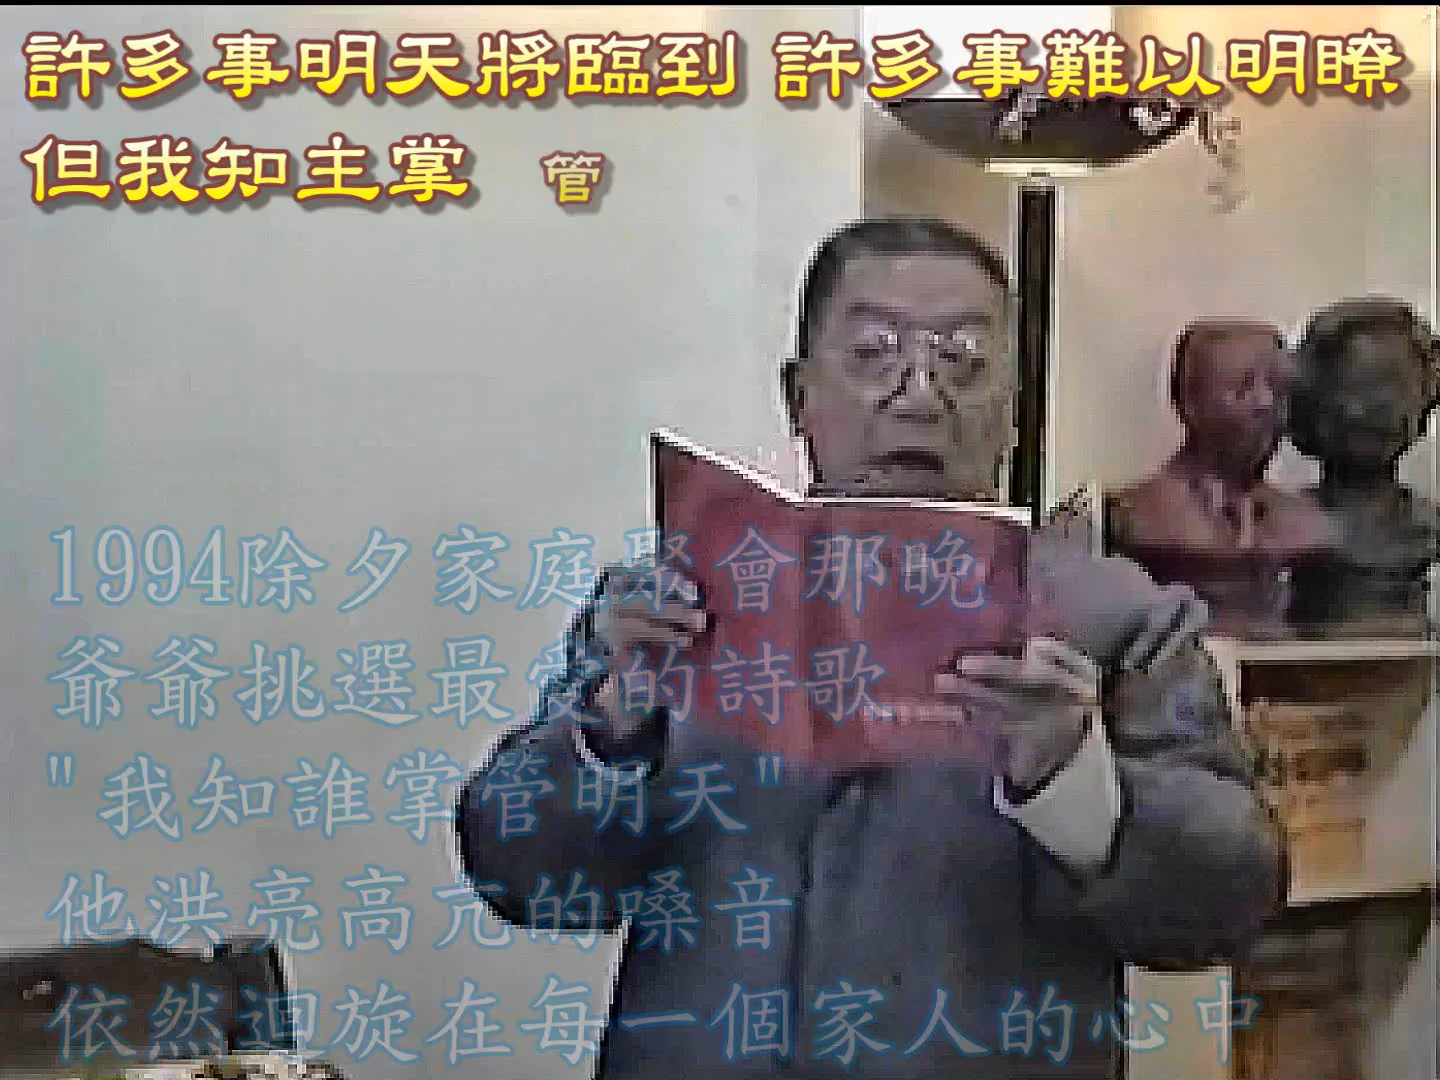 許多事明天將臨到 許多事難以明瞭
但我知主掌 管
1994除夕家庭聚會那晚
爺爺挑選最愛的詩歌
"我知誰掌管明天"
他洪亮高亢的嗓音
依然迴旋在每一個家人的心中